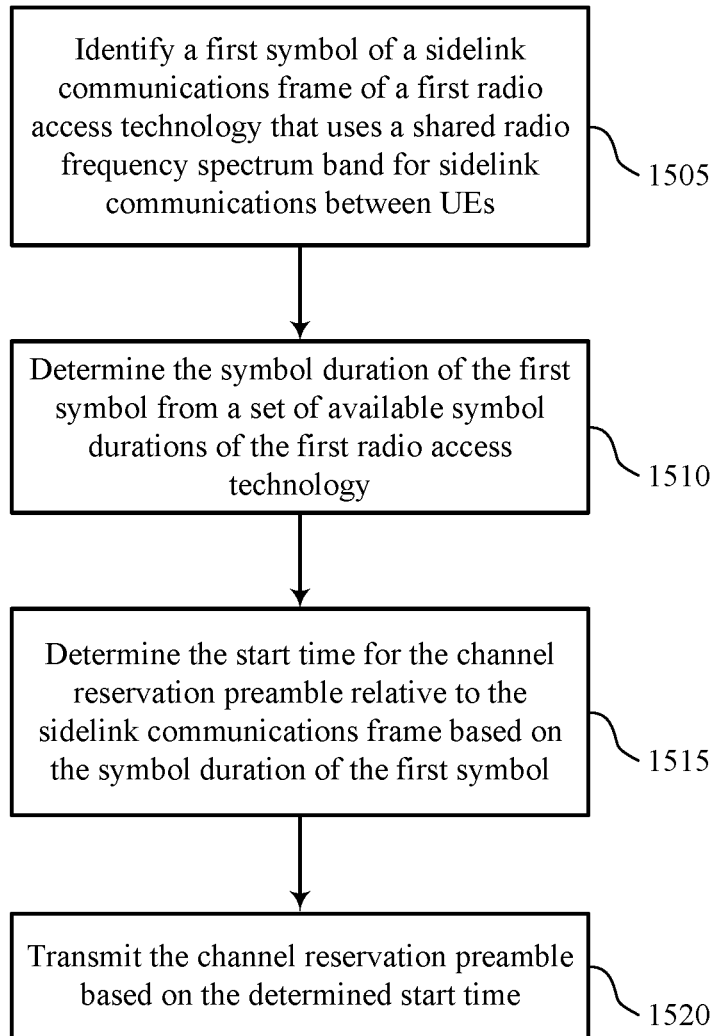 Identify a first symbol of a sidelink
communications frame of a first radio
access technology that uses a shared radio
frequency spectrum band for sidelink
communications between UEs
1505
Determine the symbol duration of the first
symbol from a set of available symbol
durations of the first radio access
technology
1510
Determine the start time for the channel
reservation preamble relative to the
sidelink communications frame based on
the symbol duration of the first symbol
1515
Transmit the channel reservation preamble
based on the determined start time
1520